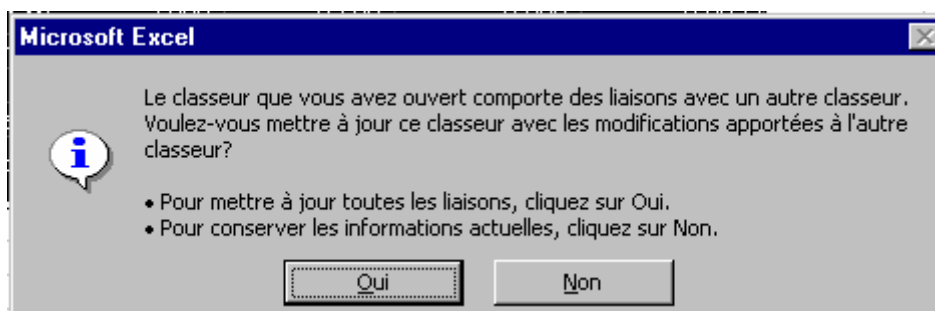 Microsoft Excel
Le classeur que vous avez ouvert comporte des liaisons avec un autre classeur.
Voulez-vous mettre à jour ce classeur avec les modifications apportées à l'autre
classeur?
• Pour mettre à jour toutes les liaisons, cliquez sur Oui.
• Pour conserver les informations actuelles, cliquez sur Non.
Oui
Non